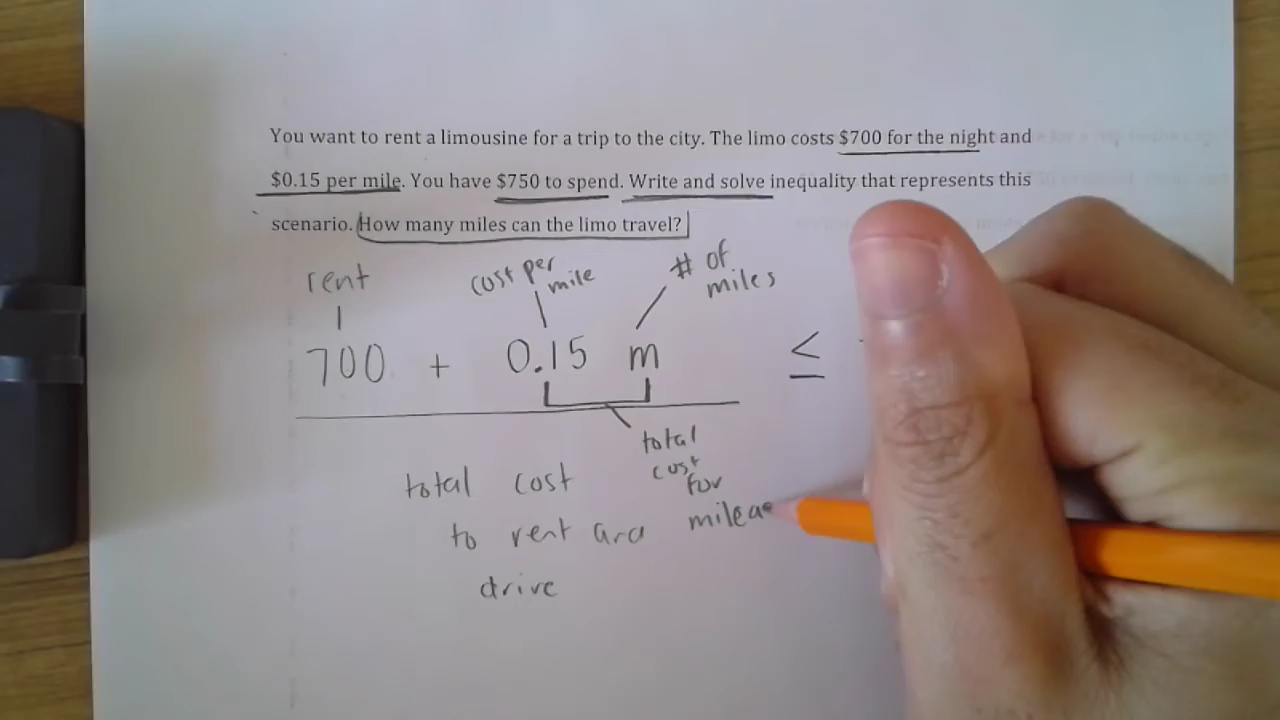 You want to rent a limousine for a trip to the city. The limo costs $700 for the night and
$0.15 per mile. You have $750 to spend. Write and solve inequality that represents this
scenario. How many miles can the limo travel?
rent
cost per mile
# of miles
700 + 0.15 m ≤
total cost for
total cost
to rent and
drive